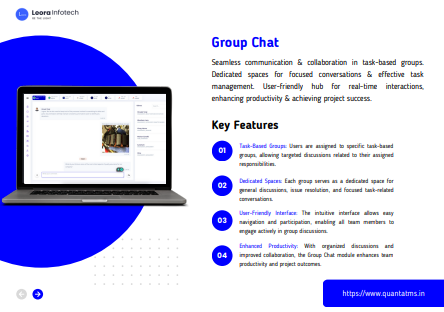 Leora Infotech
Group Chat
Seamless communication & collaboration in task-based groups.
Dedicated spaces for focused conversations & effective task
management. User-friendly hub for real-time interactions,
enhancing productivity & achieving project success.
Key Features
01
Task-Based Groups: Users are assigned to specific task-based
groups, allowing targeted discussions related to their assigned
responsibilities.
02
Dedicated Spaces: Each group serves as a dedicated space for
general discussions, issue resolution, and focused task-related
conversations.
03
User-Friendly Interface: The intuitive interface allows easy
navigation and participation, enabling all team members to
engage actively in group discussions.
04
Enhanced Productivity: With organized discussions and
improved collaboration, the Group Chat module enhances team
productivity and project outcomes.
https://www.quantatms.in